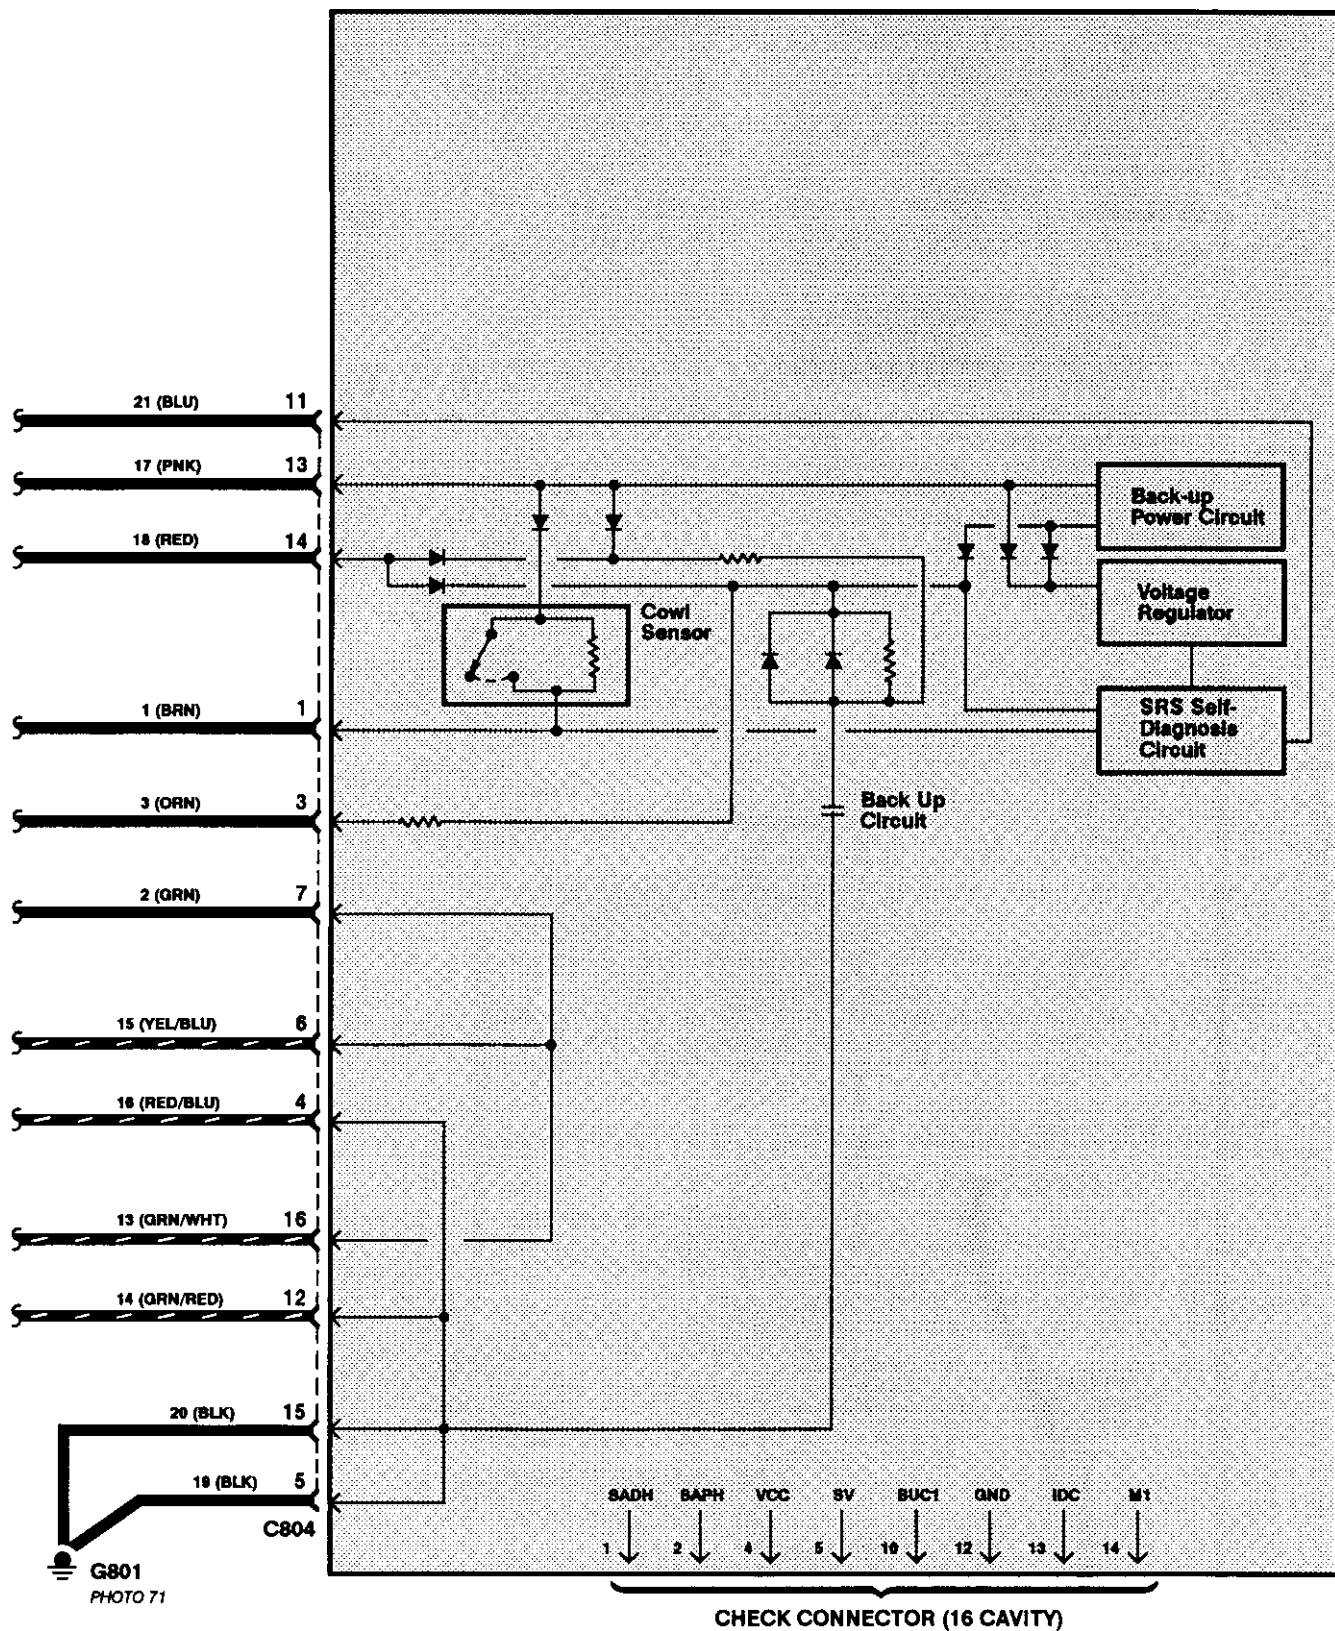 21 (BLU) 11
17 (PNK) 13
Back-up
Power Circuit
18 (RED) 14
Voltage
Regulator
Cowl
Sensor
1 (BRN) 1
SRS Self-
Diagnosis
Circuit
3 (ORN) 3
Back Up
Circuit
2 (GRN) 7
15 (YEL/BLU) 6
16 (RED/BLU) 4
13 (GRN/WHT) 16
14 (GRN/RED) 12
20 (BLK) 15
19 (BLK) 5
C804
SADH SAPH VCC SV BUC1 GND IDC M1
1 2 4 5 10 12 13 14
G801
PHOTO 71
CHECK CONNECTOR (16 CAVITY)